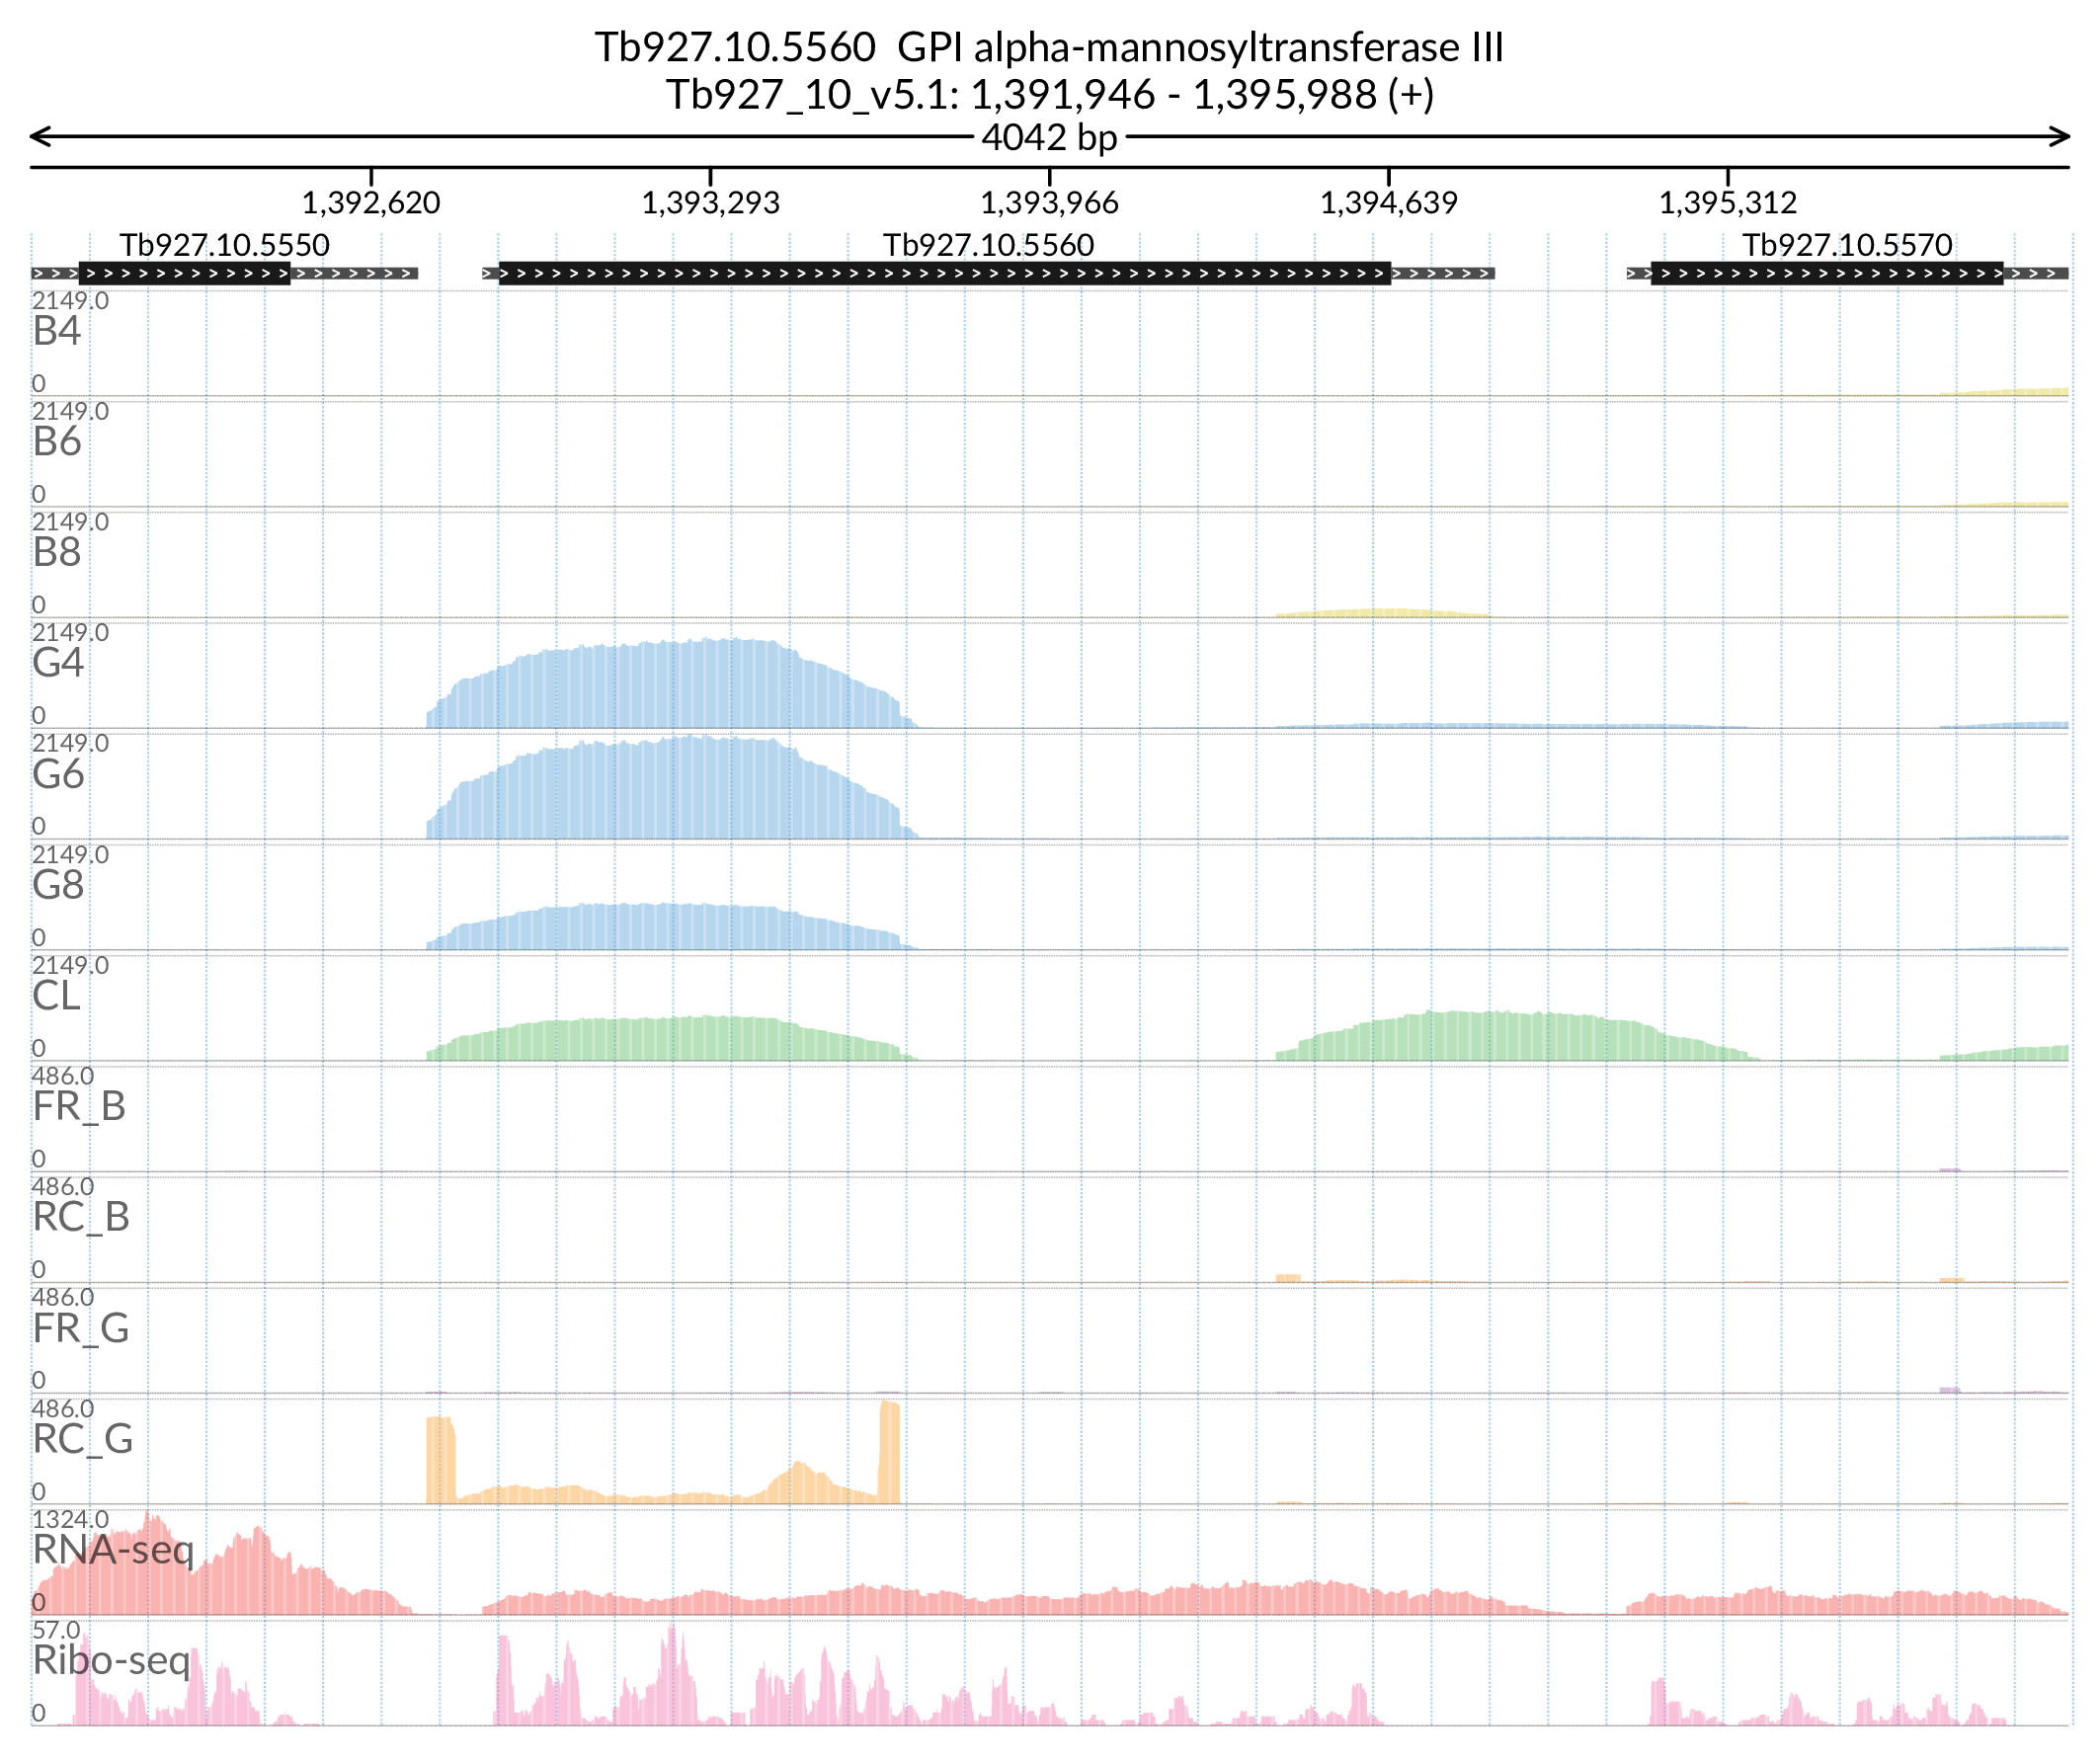 Tb927.10.5560  GPI alpha-mannosyltransferase III
Tb927_10_v5.1: 1,391,946 - 1,395,988 (+)
4042 bp
1,392,620 1,393,293 1,393,966 1,394,639 1,395,312
Tb927.10.5550 Tb927.10.5560 Tb927.10.5570
2149.0
B4
0
2149.0
B6
0
2149.0
B8
0
2149.0
G4
0
2149.0
G6
0
2149.0
G8
0
2149.0
CL
0
486.0
FR_B
0
486.0
RC_B
0
486.0
FR_G
0
486.0
RC_G
0
1324.0
RNA-seq
0
57.0
Ribo-seq
0